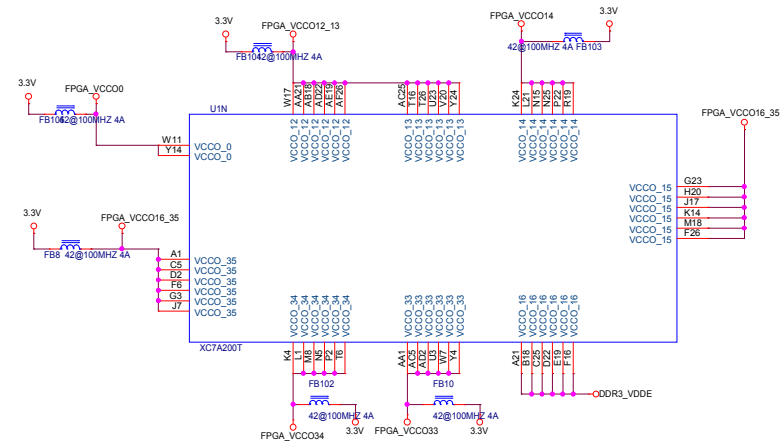 3.3V
FPGA_VCCO12_13
FPGA_VCCO14
3.3V
42@100MHZ 4A
42@100MHZ 4A FB103
3.3V
FPGA_VCCO0
42@100MHZ 4A
U1N
W17
AA21
AB18
AD22
AE19
AF26
AC25
T16
T26
U23
V20
Y24
K24
L21
N15
N25
P22
R19
FPGA_VCCO16_35
VCCO_12
VCCO_12
VCCO_12
VCCO_12
VCCO_12
VCCO_12
VCCO_13
VCCO_13
VCCO_13
VCCO_13
VCCO_13
VCCO_13
VCCO_14
VCCO_14
VCCO_14
VCCO_14
VCCO_14
VCCO_14
W11
Y14
VCCO_0
VCCO_0
VCCO_15
VCCO_15
VCCO_15
VCCO_15
VCCO_15
VCCO_15
G23
H20
J17
K14
M18
F26
3.3V
FPGA_VCCO16_35
FB8 42@100MHZ 4A
A1
C5
D2
F6
G3
J7
VCCO_35
VCCO_35
VCCO_35
VCCO_35
VCCO_35
VCCO_35
VCCO_34
VCCO_34
VCCO_34
VCCO_34
VCCO_34
VCCO_34
VCCO_33
VCCO_33
VCCO_33
VCCO_33
VCCO_33
VCCO_33
VCCO_16
VCCO_16
VCCO_16
VCCO_16
VCCO_16
VCCO_16
XC7A200T
K4
L1
M8
N5
P2
T6
AA1
AC5
AD2
U3
W7
Y4
A21
B18
C25
D22
E19
F16
FB102
FB10
DDR3_VDDE
42@100MHZ 4A
42@100MHZ 4A
FPGA_VCCO34
3.3V
FPGA_VCCO33
3.3V